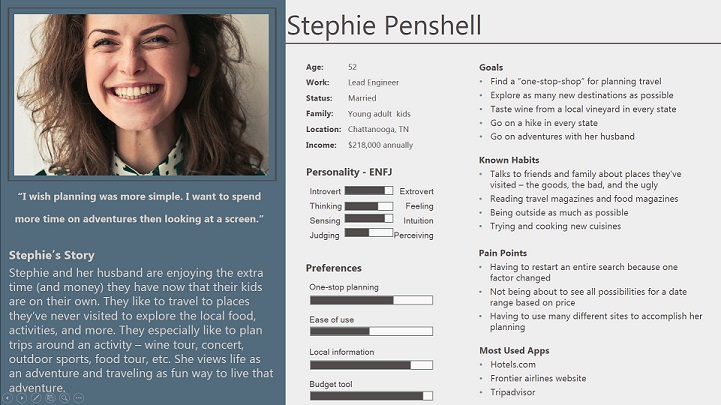 Stephie Penshell
“I wish planning was more simple. I want to spend
more time on adventures then looking at a screen.”
Stephie’s Story
Stephie and her husband are enjoying the extra
time (and money) they have now that their kids
are on their own. They like to travel to places
they’ve never visited to explore the local food,
activities, and more. They especially like to plan
trips around an activity – wine tour, concert,
outdoor sports, food tour, etc. She views life as
an adventure and traveling as fun way to live that
adventure.
Age: 52
Work: Lead Engineer
Status: Married
Family: Young adult kids
Location: Chattanooga, TN
Income: $218,000 annually
Personality - ENFJ
Introvert Extrovert
Thinking Feeling
Sensing Intuition
Judging Perceiving
Preferences
One-stop planning
Ease of use
Local information
Budget tool
Goals
• Find a “one-stop-shop” for planning travel
• Explore as many new destinations as possible
• Taste wine from a local vineyard in every state
• Go on a hike in every state
• Go on adventures with her husband
Known Habits
• Talks to friends and family about places they’ve
visited – the goods, the bad, and the ugly
• Reading travel magazines and food magazines
• Being outside as much as possible
• Trying and cooking new cuisines
Pain Points
• Having to restart an entire search because one
factor changed
• Not being about to see all possibilities for a date
range based on price
• Having to use many different sites to accomplish her
planning
Most Used Apps
• Hotels.com
• Frontier airlines website
• Tripadvisor